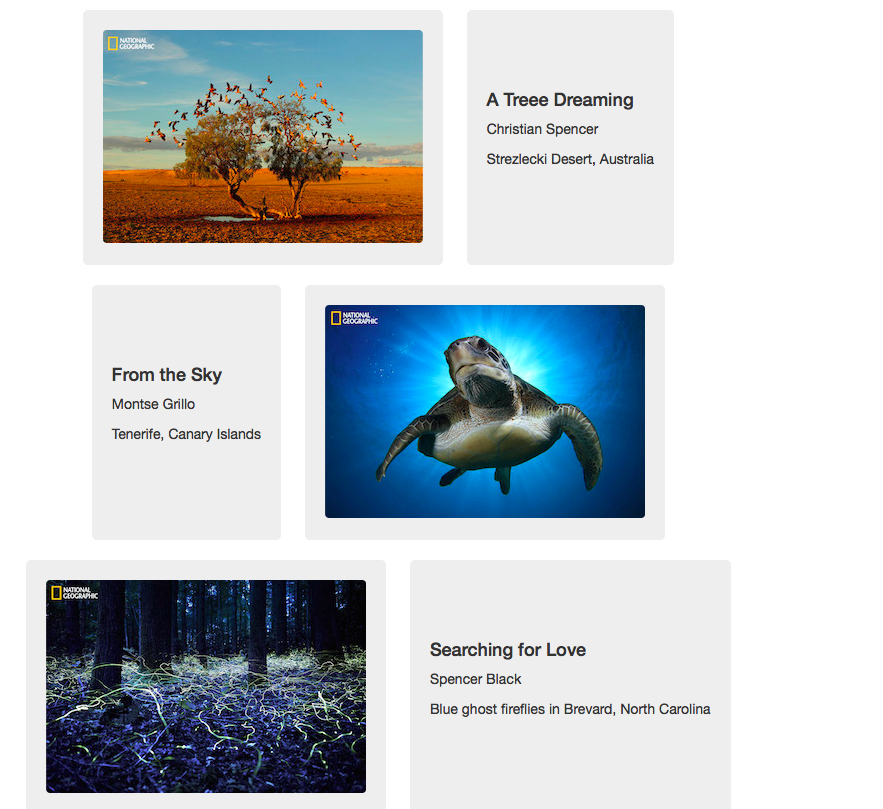 NATIONAL
GEOGRAPHIC
A Treee Dreaming
Christian Spencer
Strezlecki Desert, Australia
From the Sky
Montse Grillo
Tenerife, Canary Islands
NATIONAL
GEOGRAPHIC
NATIONAL
GEOGRAPHIC
Searching for Love
Spencer Black
Blue ghost fireflies in Brevard, North Carolina